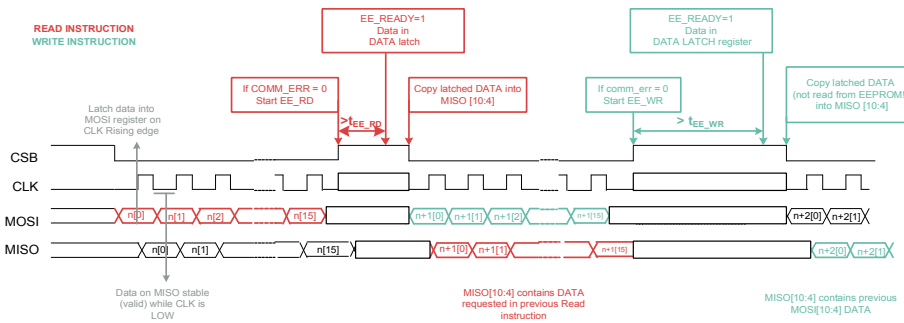 READ INSTRUCTION
WRITE INSTRUCTION
EE_READY=1
Data in
DATA latch
EE_READY=1
Data in
DATA LATCH register
If COMM_ERR = 0
Start EE_RD
Copy latched DATA into
MISO [10:4]
If comm_err = 0
Start EE_WR
Copy latched DATA
(not read from EEPROM!)
into MISO [10:4]
Latch data into
MOSI register on
CLK Rising edge
>tEE_RD
> tEE_WR
CSB
CLK
MOSI
n[0]
n[1]
n[2]
n[15]
n+1[0]
n+1[1]
n+1[2]
n+1[15]
n+2[0]
n+2[1]
MISO
n[0]
n[1]
n[15]
n+1[0]
n+1[1]
n+1[15]
n+2[0]
n+2[1]
Data on MISO stable
(valid) while CLK is
LOW
MISO[10:4] contains DATA
requested in previous Read
instruction
MISO[10:4] contains previous
MOSI[10:4] DATA